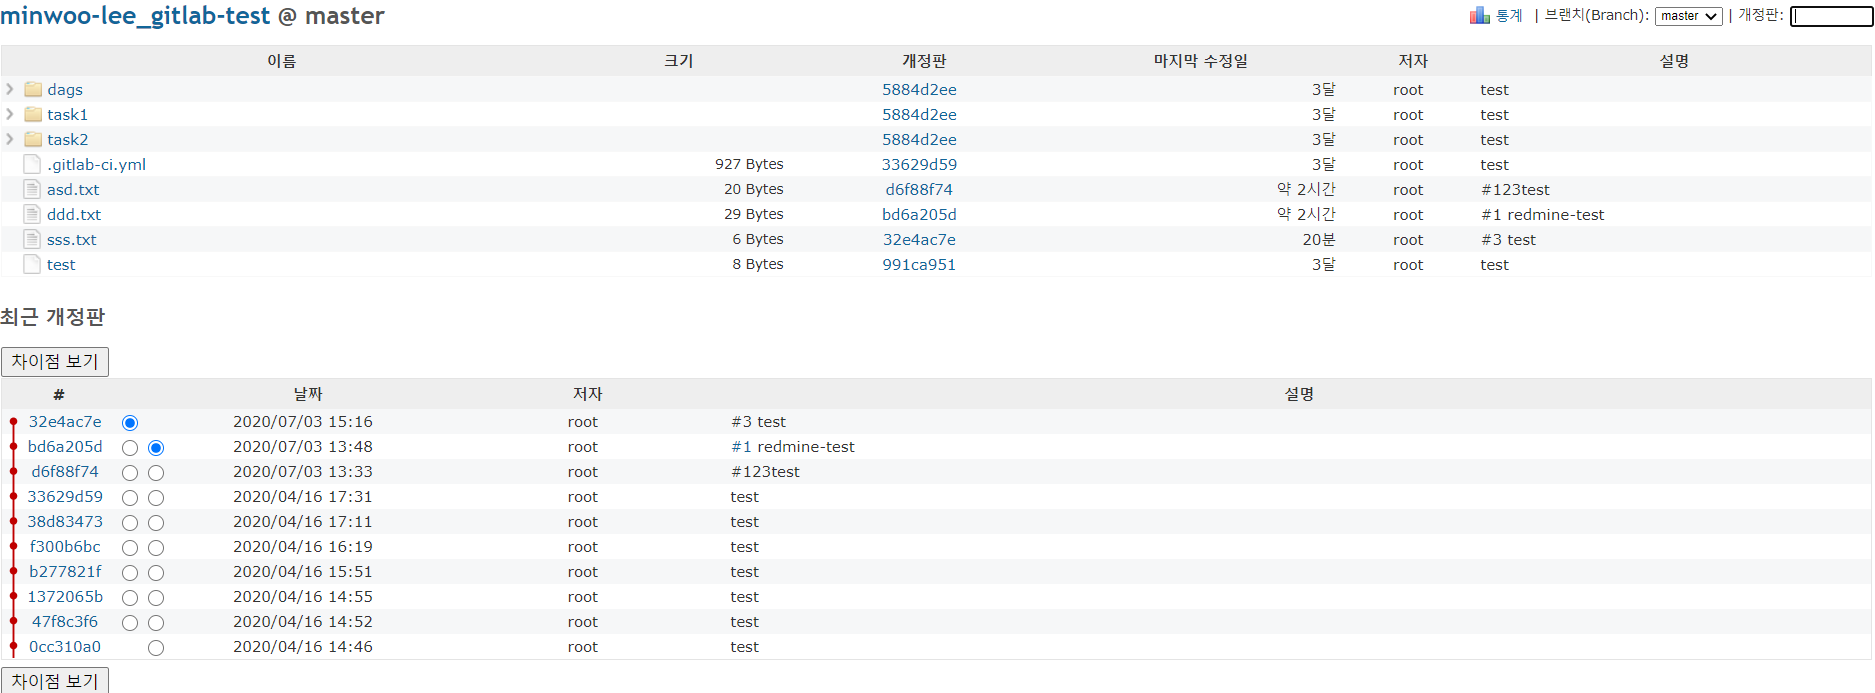 minwoo-lee_gitlab-test @ master
통계 | 브랜치(Branch): master | 개정판:
이름 크기 개정판 마지막 수정일 저자 설명
dags 5884d2ee 3달 root test
task1 5884d2ee 3달 root test
task2 5884d2ee 3달 root test
.gitlab-ci.yml 927 Bytes 33629d59 3달 root test
asd.txt 20 Bytes d6f88f74 약 2시간 root #123test
ddd.txt 29 Bytes bd6a205d 약 2시간 root #1 redmine-test
sss.txt 6 Bytes 32e4ac7e 20분 root #3 test
test 8 Bytes 991ca951 3달 root test
최근 개정판
차이점 보기
# 날짜 저자 설명
32e4ac7e 2020/07/03 15:16 root #3 test
bd6a205d 2020/07/03 13:48 root #1 redmine-test
d6f88f74 2020/07/03 13:33 root #123test
33629d59 2020/04/16 17:31 root test
38d83473 2020/04/16 17:11 root test
f300b6bc 2020/04/16 16:19 root test
b277821f 2020/04/16 15:51 root test
1372065b 2020/04/16 14:55 root test
47f8c3f6 2020/04/16 14:52 root test
0cc310a0 2020/04/16 14:46 root test
차이점 보기